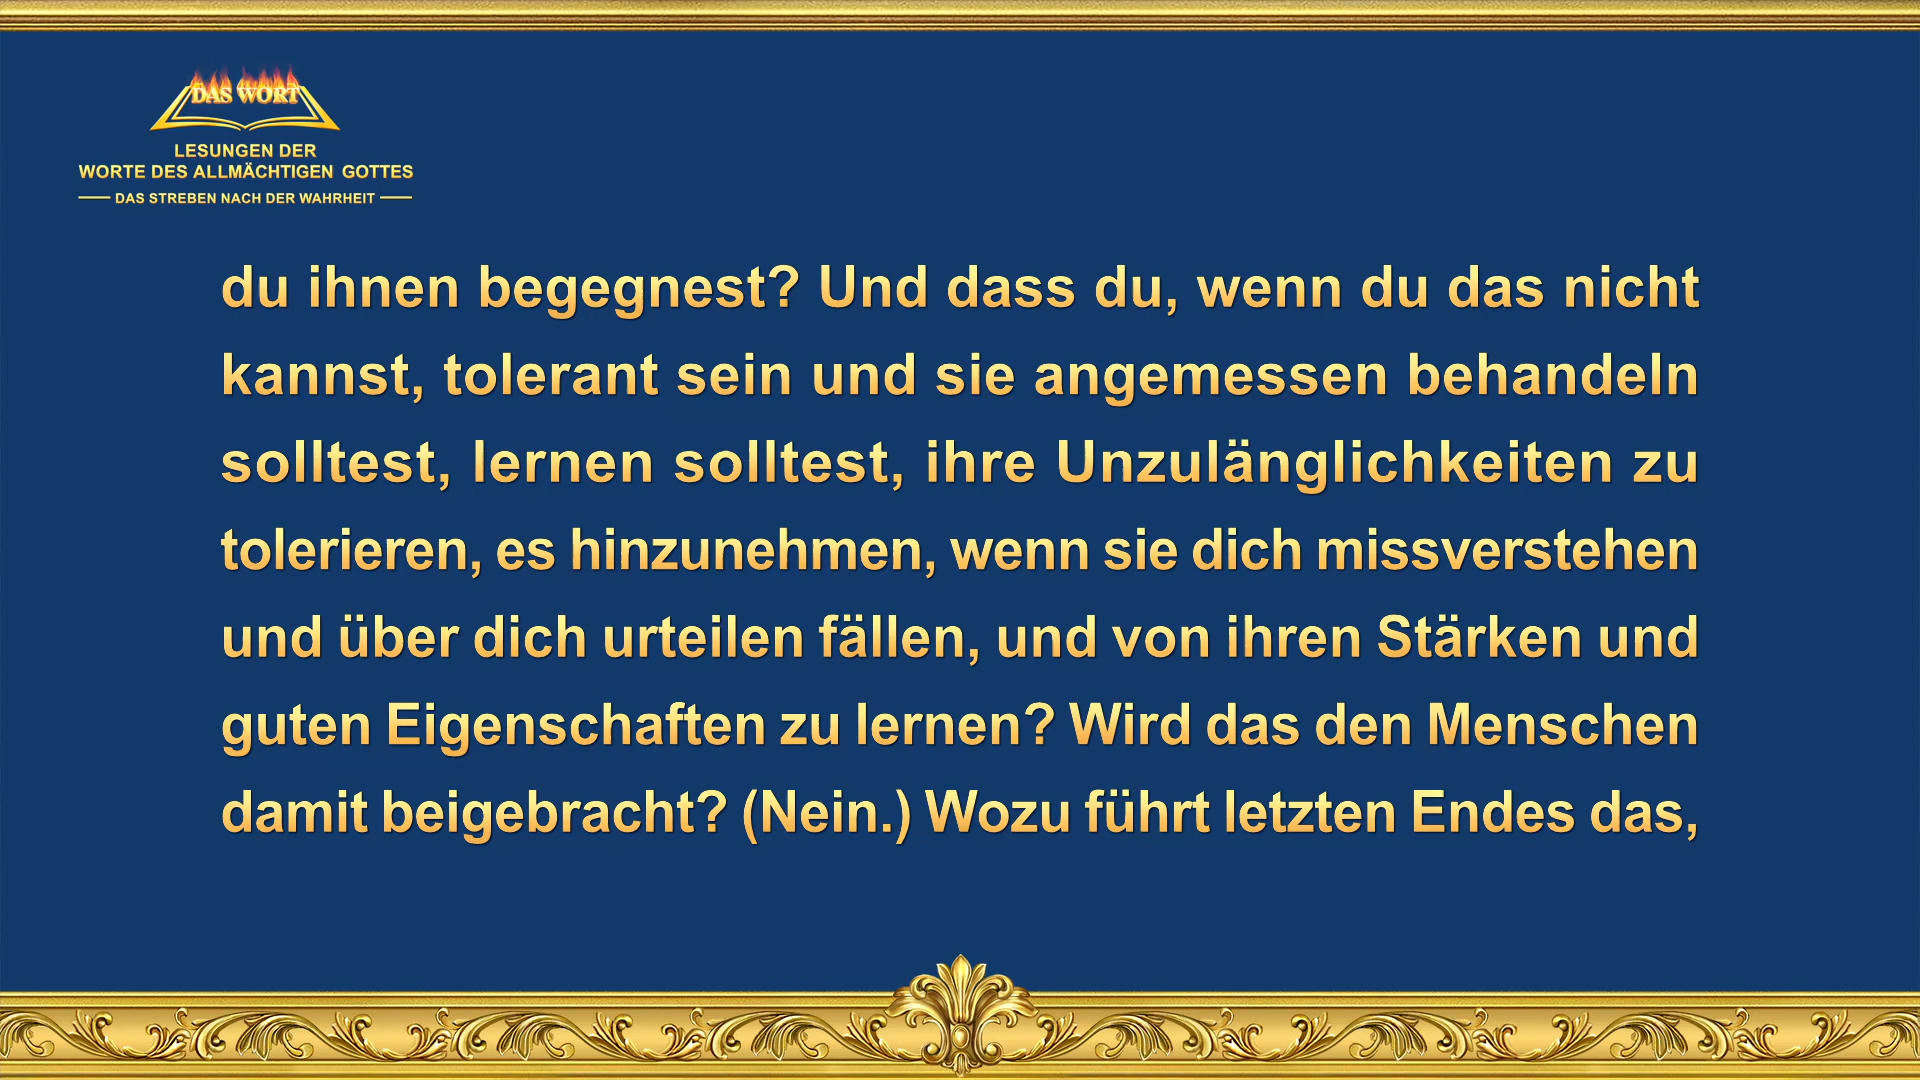 DAS WORT
LESUNGEN DER
WORTE DES ALLMÄCHTIGEN GOTTES
DAS STREBEN NACH DER WAHRHEIT
du ihnen begegnest? Und dass du, wenn du das nicht
kannst, tolerant sein und sie angemessen behandeln
solltest, lernen solltest, ihre Unzulänglichkeiten zu
tolerieren, es hinzunehmen, wenn sie dich missverstehen
und über dich urteilen fällen, und von ihren Stärken und
guten Eigenschaften zu lernen? Wird das den Menschen
damit beigebracht? (Nein.) Wozu führt letzten Endes das,